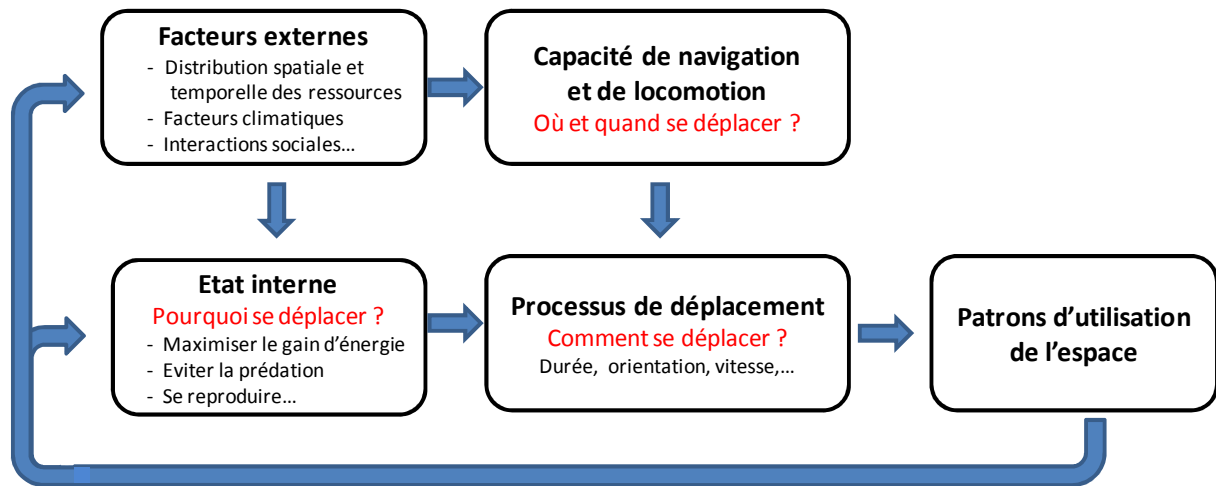 Facteurs externes
- Distribution spatiale et
temporelle des ressources
- Facteurs climatiques
- Interactions sociales…
Capacité de navigation
et de locomotion
Où et quand se déplacer ?
Etat interne
Pourquoi se déplacer ?
- Maximiser le gain d’énergie
- Eviter la prédation
- Se reproduire…
Processus de déplacement
Comment se déplacer ?
Durée, orientation, vitesse,…
Patrons d’utilisation
de l’espace